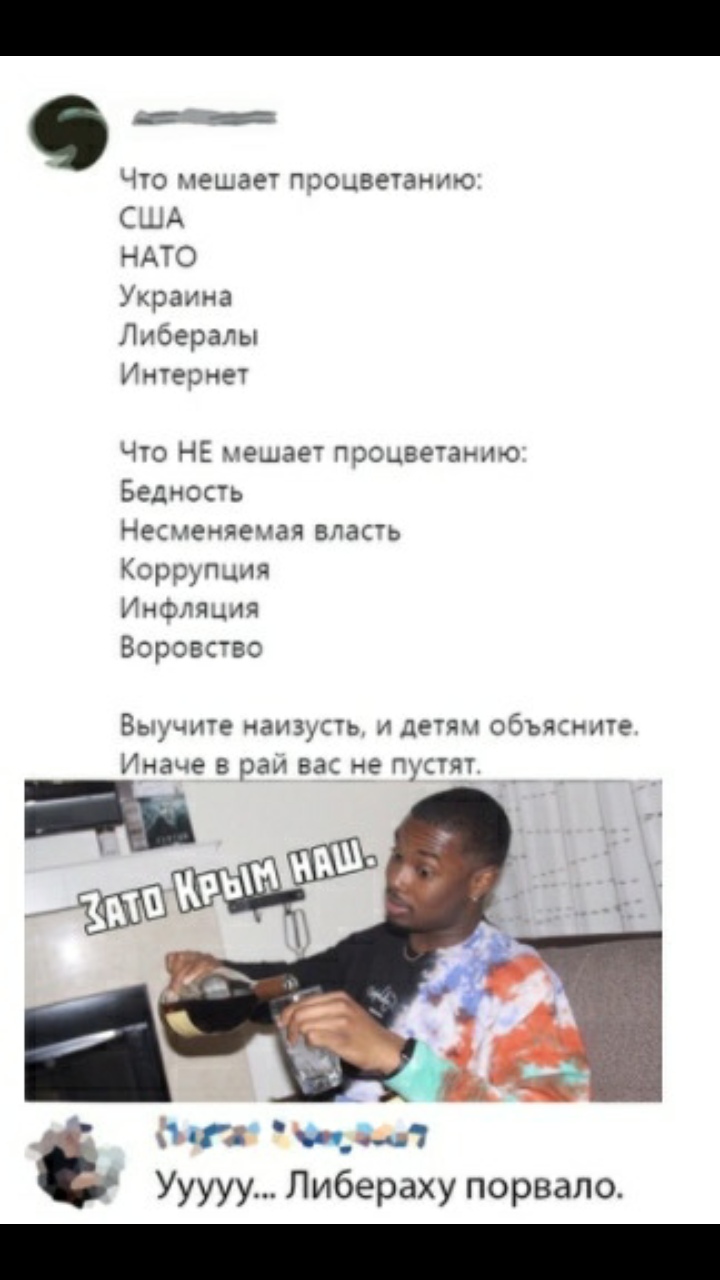 Что мешает процветанию:
США
НАТО
Украина
Либералы
Интернет
Что НЕ мешает процветанию:
Бедность
Несменяемая власть
Коррупция
Инфляция
Воровство
Выучите наизусть, и детям объясните.
Иначе в рай вас не пустят.
Зато Крым наш.
Ууууу... Либераху порвало.